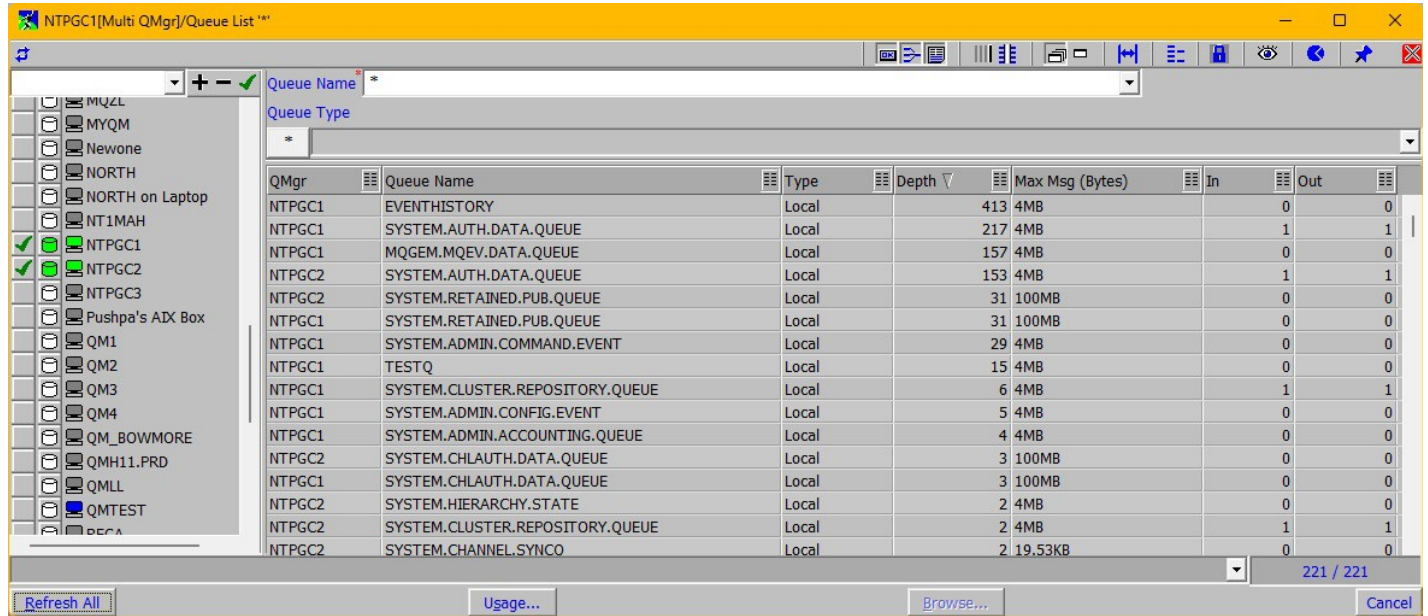 NTPGC1[Multi QMgr]/Queue List '*'
Queue Name* *
Queue Type
*
MQZL
MYQM
Newone
NORTH
NORTH on Laptop
NT1MAH
NTPGC1
NTPGC2
NTPGC3
Pushpa's AIX Box
QM1
QM2
QM3
QM4
QM_BOWMORE
QMH11.PRD
QMLL
QMTEST
QMgr Queue Name Type Depth Max Msg (Bytes) In Out
NTPGC1 EVENTHISTORY Local 413 4MB 0 0
NTPGC1 SYSTEM.AUTH.DATA.QUEUE Local 217 4MB 1 1
NTPGC1 MQGEM.MQEV.DATA.QUEUE Local 157 4MB 0 0
NTPGC2 SYSTEM.AUTH.DATA.QUEUE Local 153 4MB 1 1
NTPGC2 SYSTEM.RETAINED.PUB.QUEUE Local 31 100MB 0 0
NTPGC1 SYSTEM.RETAINED.PUB.QUEUE Local 31 100MB 0 0
NTPGC1 SYSTEM.ADMIN.COMMAND.EVENT Local 29 4MB 0 0
NTPGC1 TESTQ Local 15 4MB 0 0
NTPGC1 SYSTEM.CLUSTER.REPOSITORY.QUEUE Local 6 4MB 1 1
NTPGC1 SYSTEM.ADMIN.CONFIG.EVENT Local 5 4MB 0 0
NTPGC1 SYSTEM.ADMIN.ACCOUNTING.QUEUE Local 4 4MB 0 0
NTPGC2 SYSTEM.CHLAUTH.DATA.QUEUE Local 3 100MB 0 0
NTPGC1 SYSTEM.CHLAUTH.DATA.QUEUE Local 3 100MB 0 0
NTPGC2 SYSTEM.HIERARCHY.STATE Local 2 4MB 0 0
NTPGC2 SYSTEM.CLUSTER.REPOSITORY.QUEUE Local 2 4MB 1 1
NTPGC2 SYSTEM.CHANNEL.SYNCQ Local 2 19.53KB 0 0
221 / 221
Refresh All Usage... Browse... Cancel